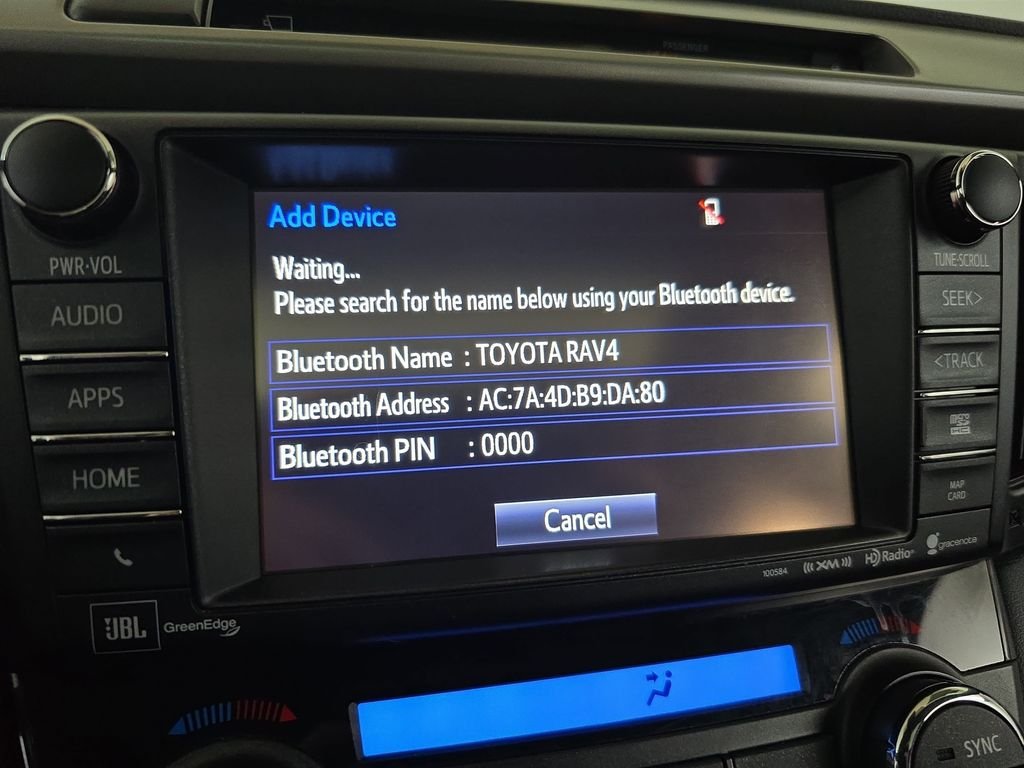 PASSENGER
PWR·VOL
AUDIO
APPS
HOME
Add Device
Waiting...
Please search for the name below using your Bluetooth device.
Bluetooth Name : TOYOTA RAV4
Bluetooth Address : AC:7A:4D:B9:DA:80
Bluetooth PIN : 0000
Cancel
TUNE·SCROLL
SEEK>
<TRACK
MAP
CARD
100584
((( XM )))
HD Radio
gracenote
JBL
GreenEdge
SYNC